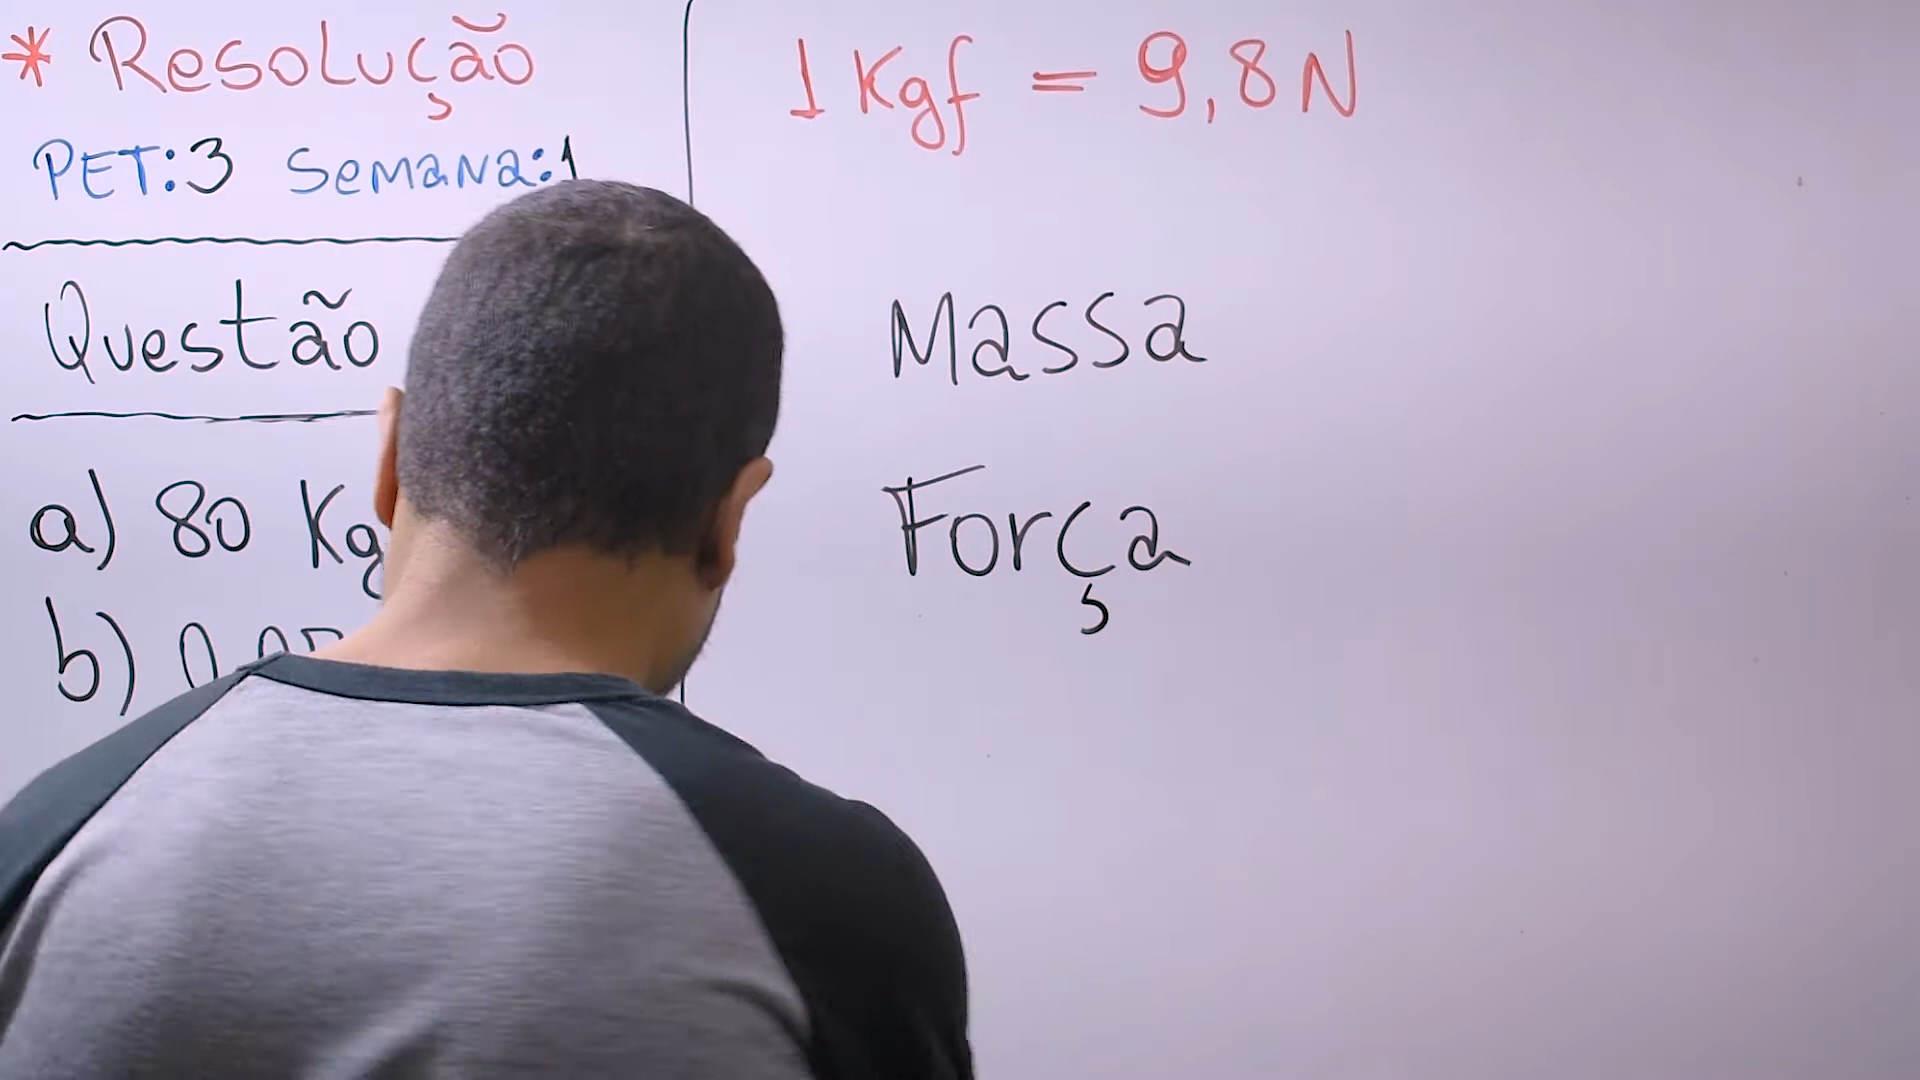 * Resolução
PET:3 Semana:1
Questão
a) 80 Kg
b)
1 Kgf = 9,8 N
Massa
Força